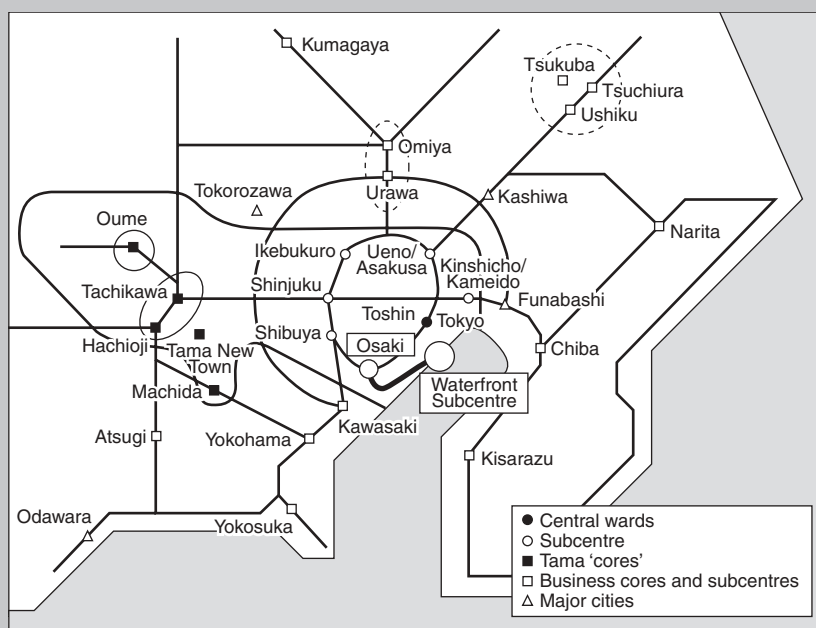 Kumagaya
Tsukuba
Tsuchiura
Ushiku
Omiya
Tokorozawa
Urawa
Kashiwa
Oume
Narita
Ikebukuro
Ueno/
Asakusa
Kinshicho/
Kameido
Tachikawa
Shinjuku
Funabashi
Toshin
Tokyo
Shibuya
Hachioji
Osaki
Tama New
Town
Chiba
Machida
Waterfront
Subcentre
Atsugi
Yokohama
Kawasaki
Kisarazu
Odawara
Yokosuka
Central wards
Subcentre
Tama ‘cores’
Business cores and subcentres
Major cities